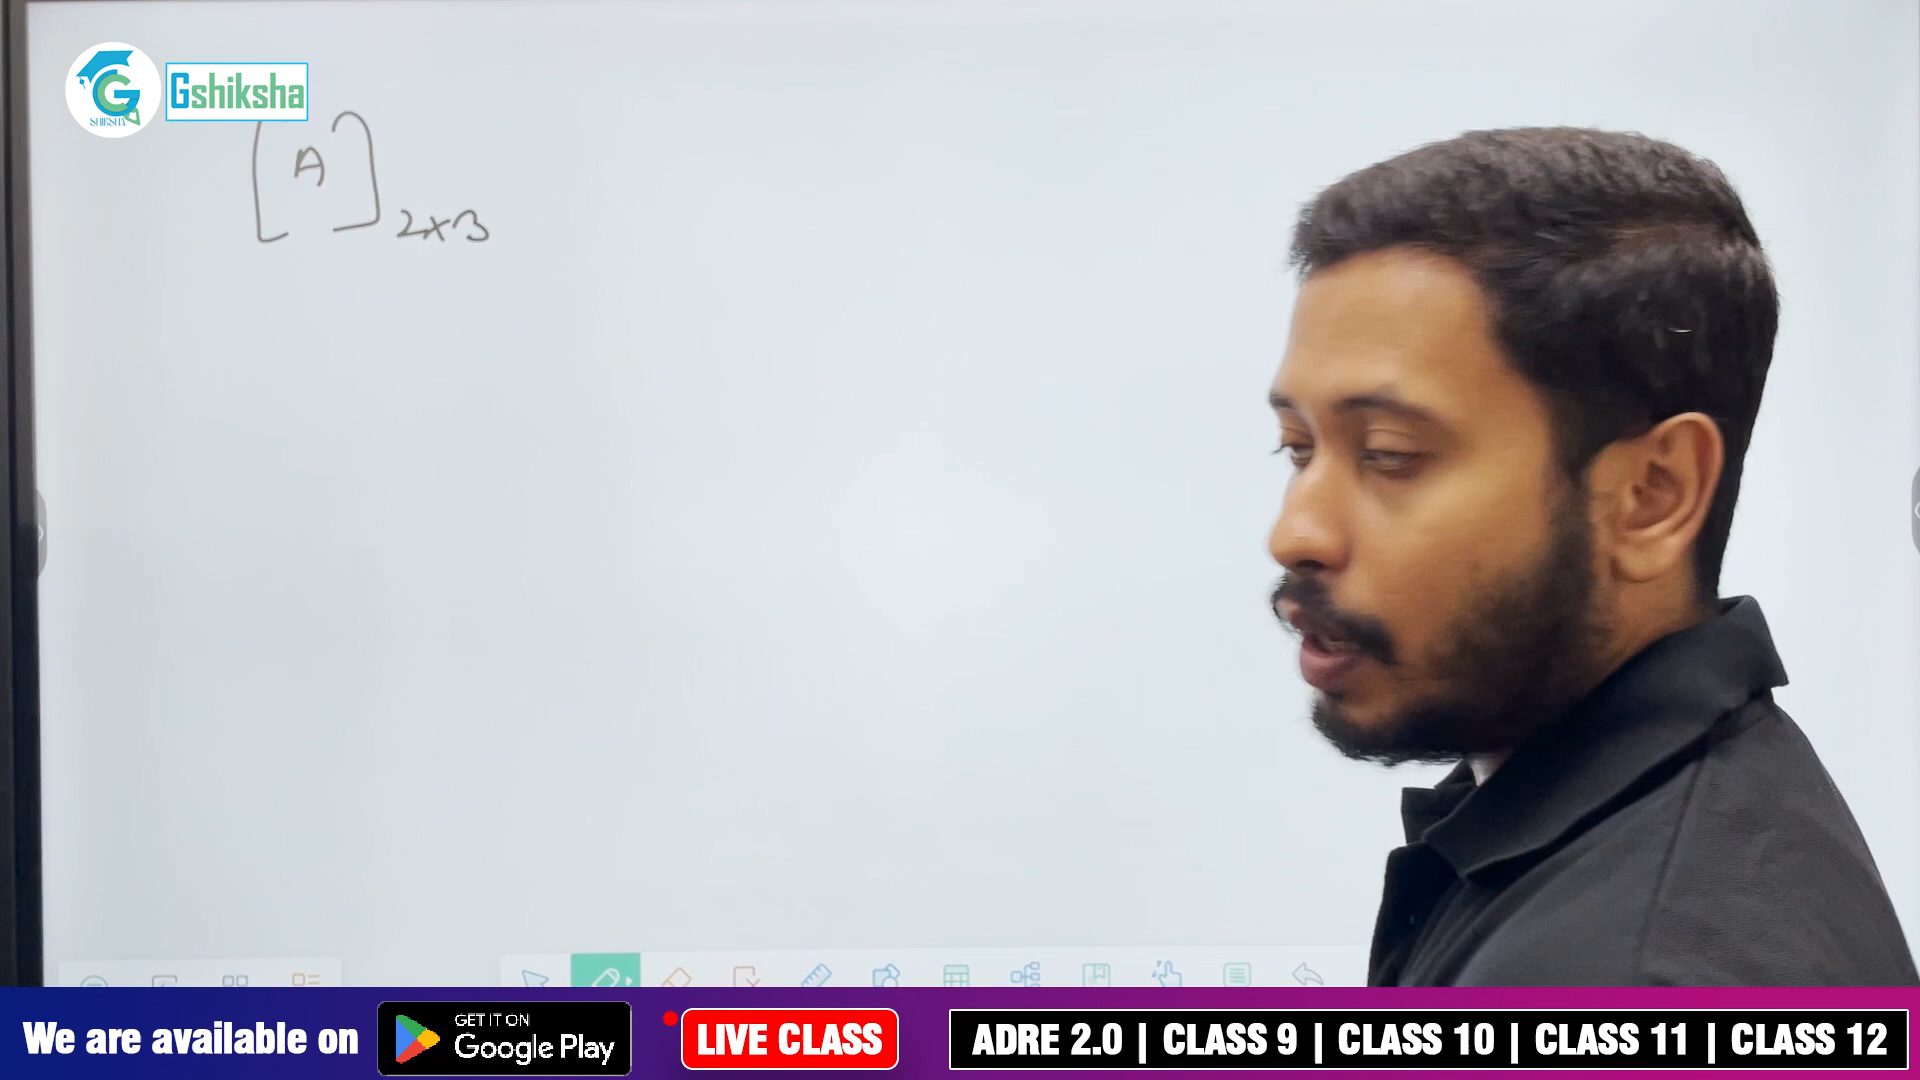 SHIKSHA
Gshiksha
[A]2×3
We are available on
GET IT ON
Google Play
LIVE CLASS
ADRE 2.0 | CLASS 9 | CLASS 10 | CLASS 11 | CLASS 12